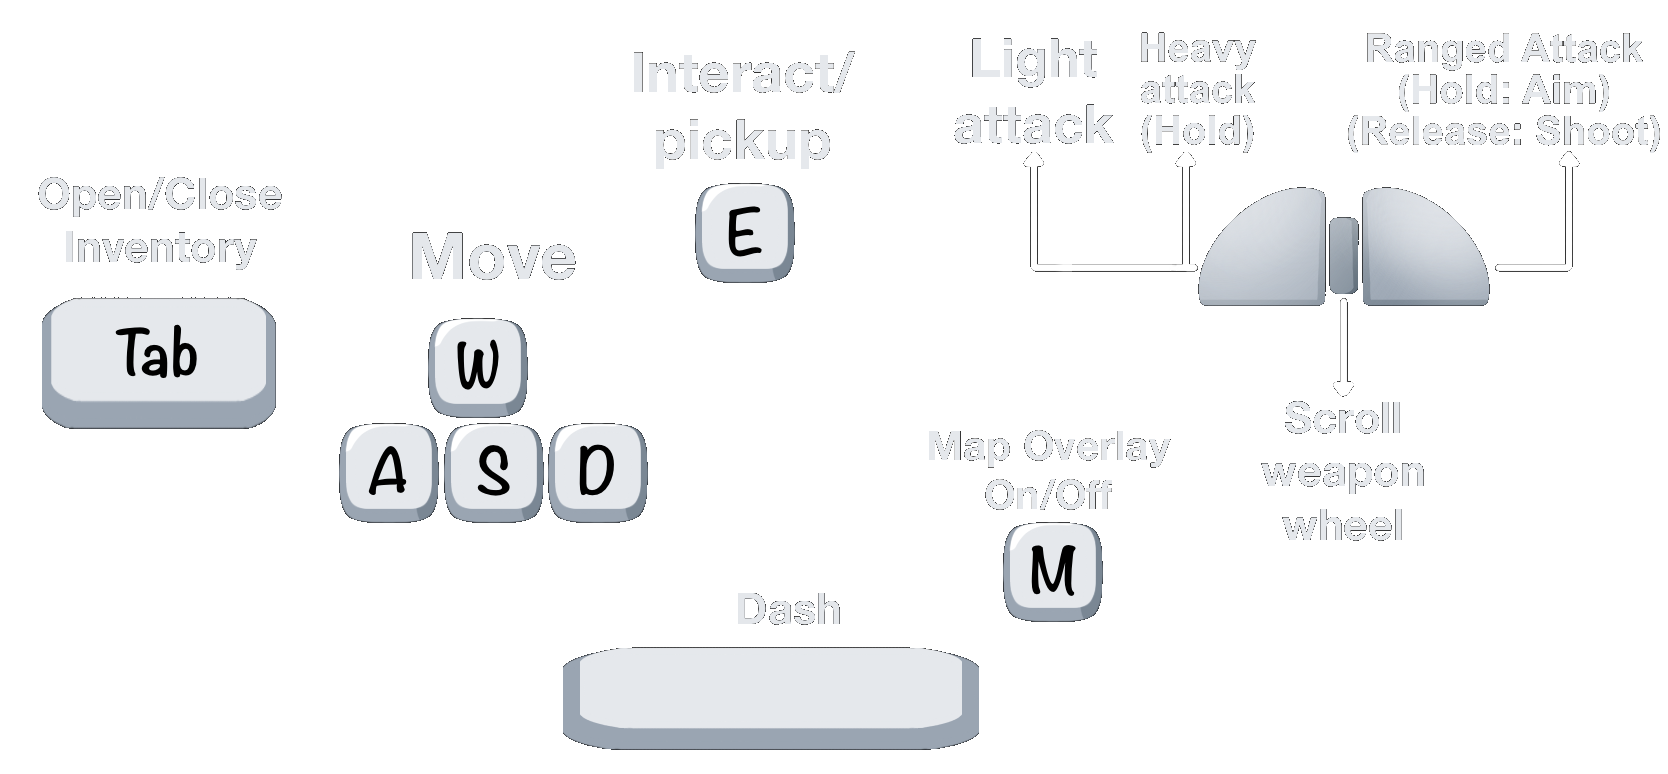 Open/Close
Inventory
Tab
Move
W
A S D
Interact/
pickup
E
Light
attack
Heavy
attack
(Hold)
Ranged Attack
(Hold: Aim)
(Release: Shoot)
Scroll
weapon
wheel
Map Overlay
On/Off
M
Dash